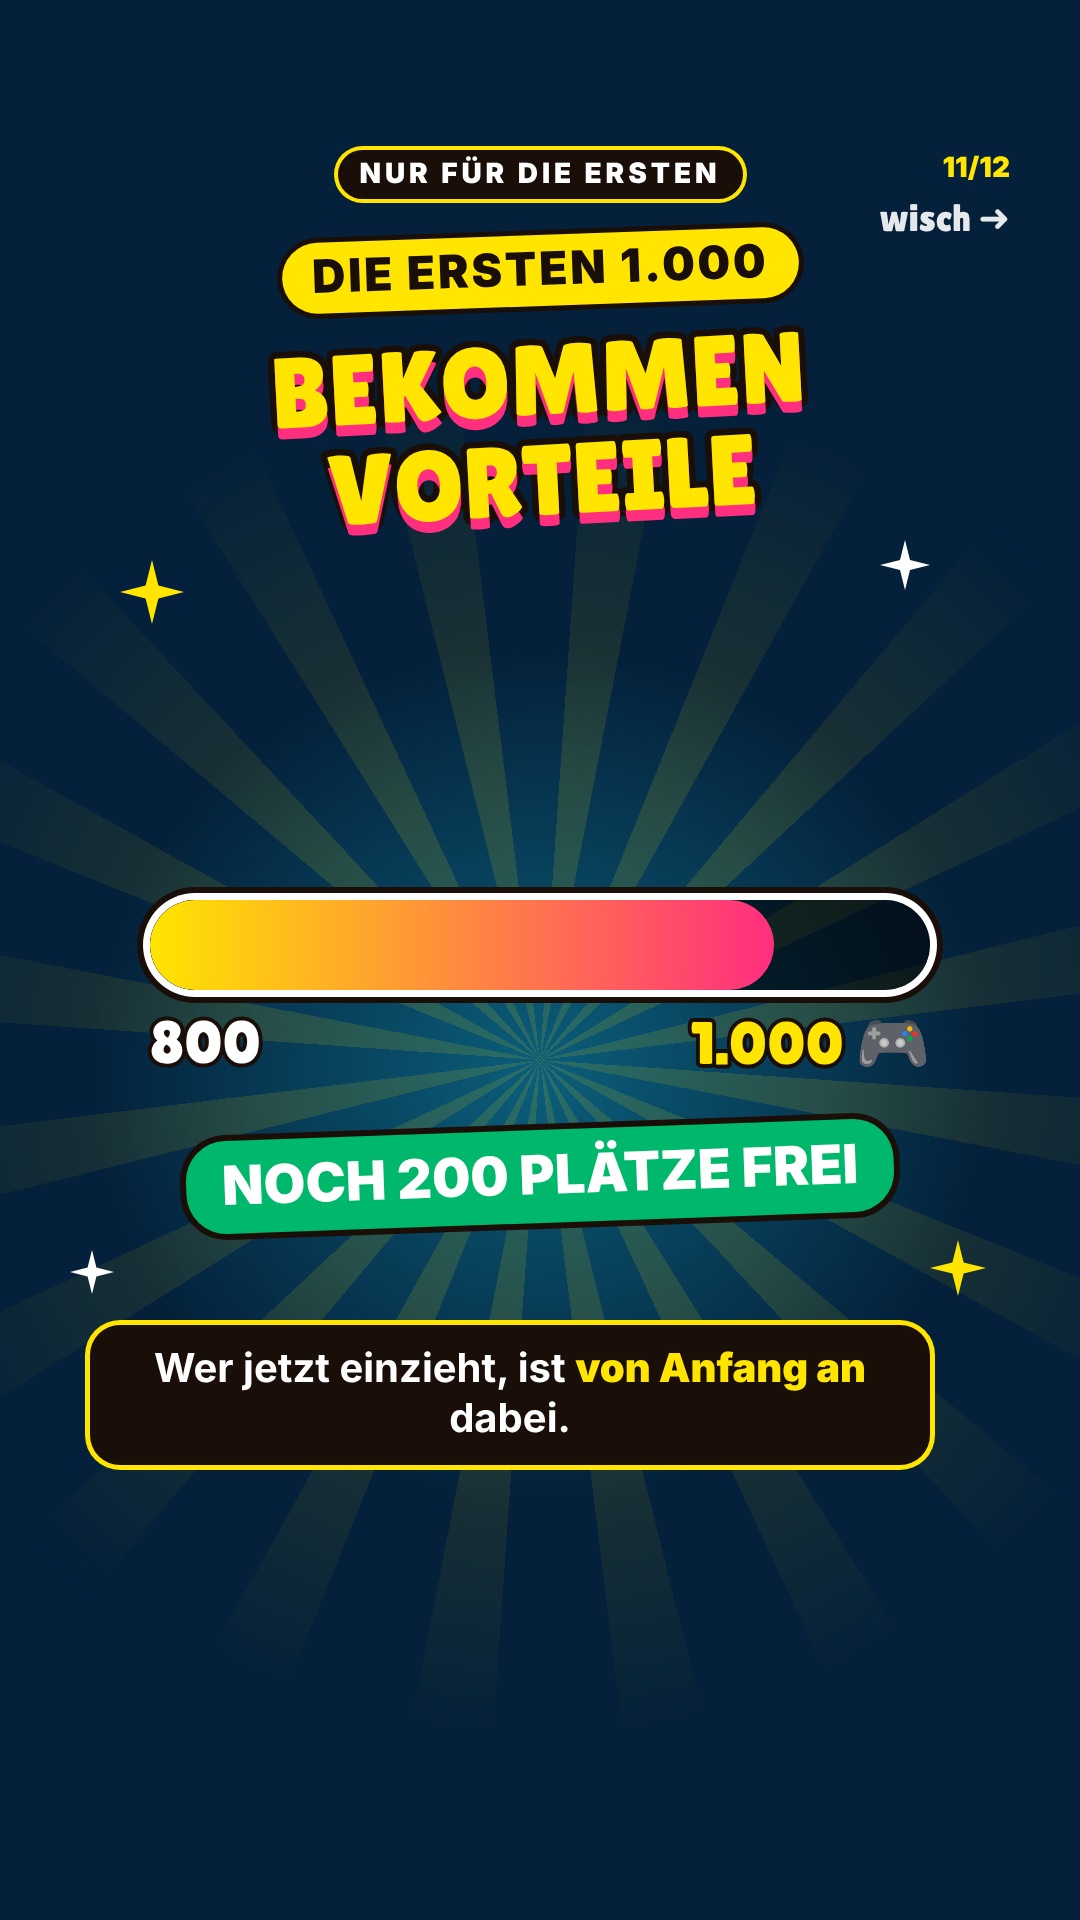 NUR FÜR DIE ERSTEN
11/12
wisch →
DIE ERSTEN 1.000
BEKOMMEN
VORTEILE
800
1.000
NOCH 200 PLÄTZE FREI
Wer jetzt einzieht, ist von Anfang an
dabei.